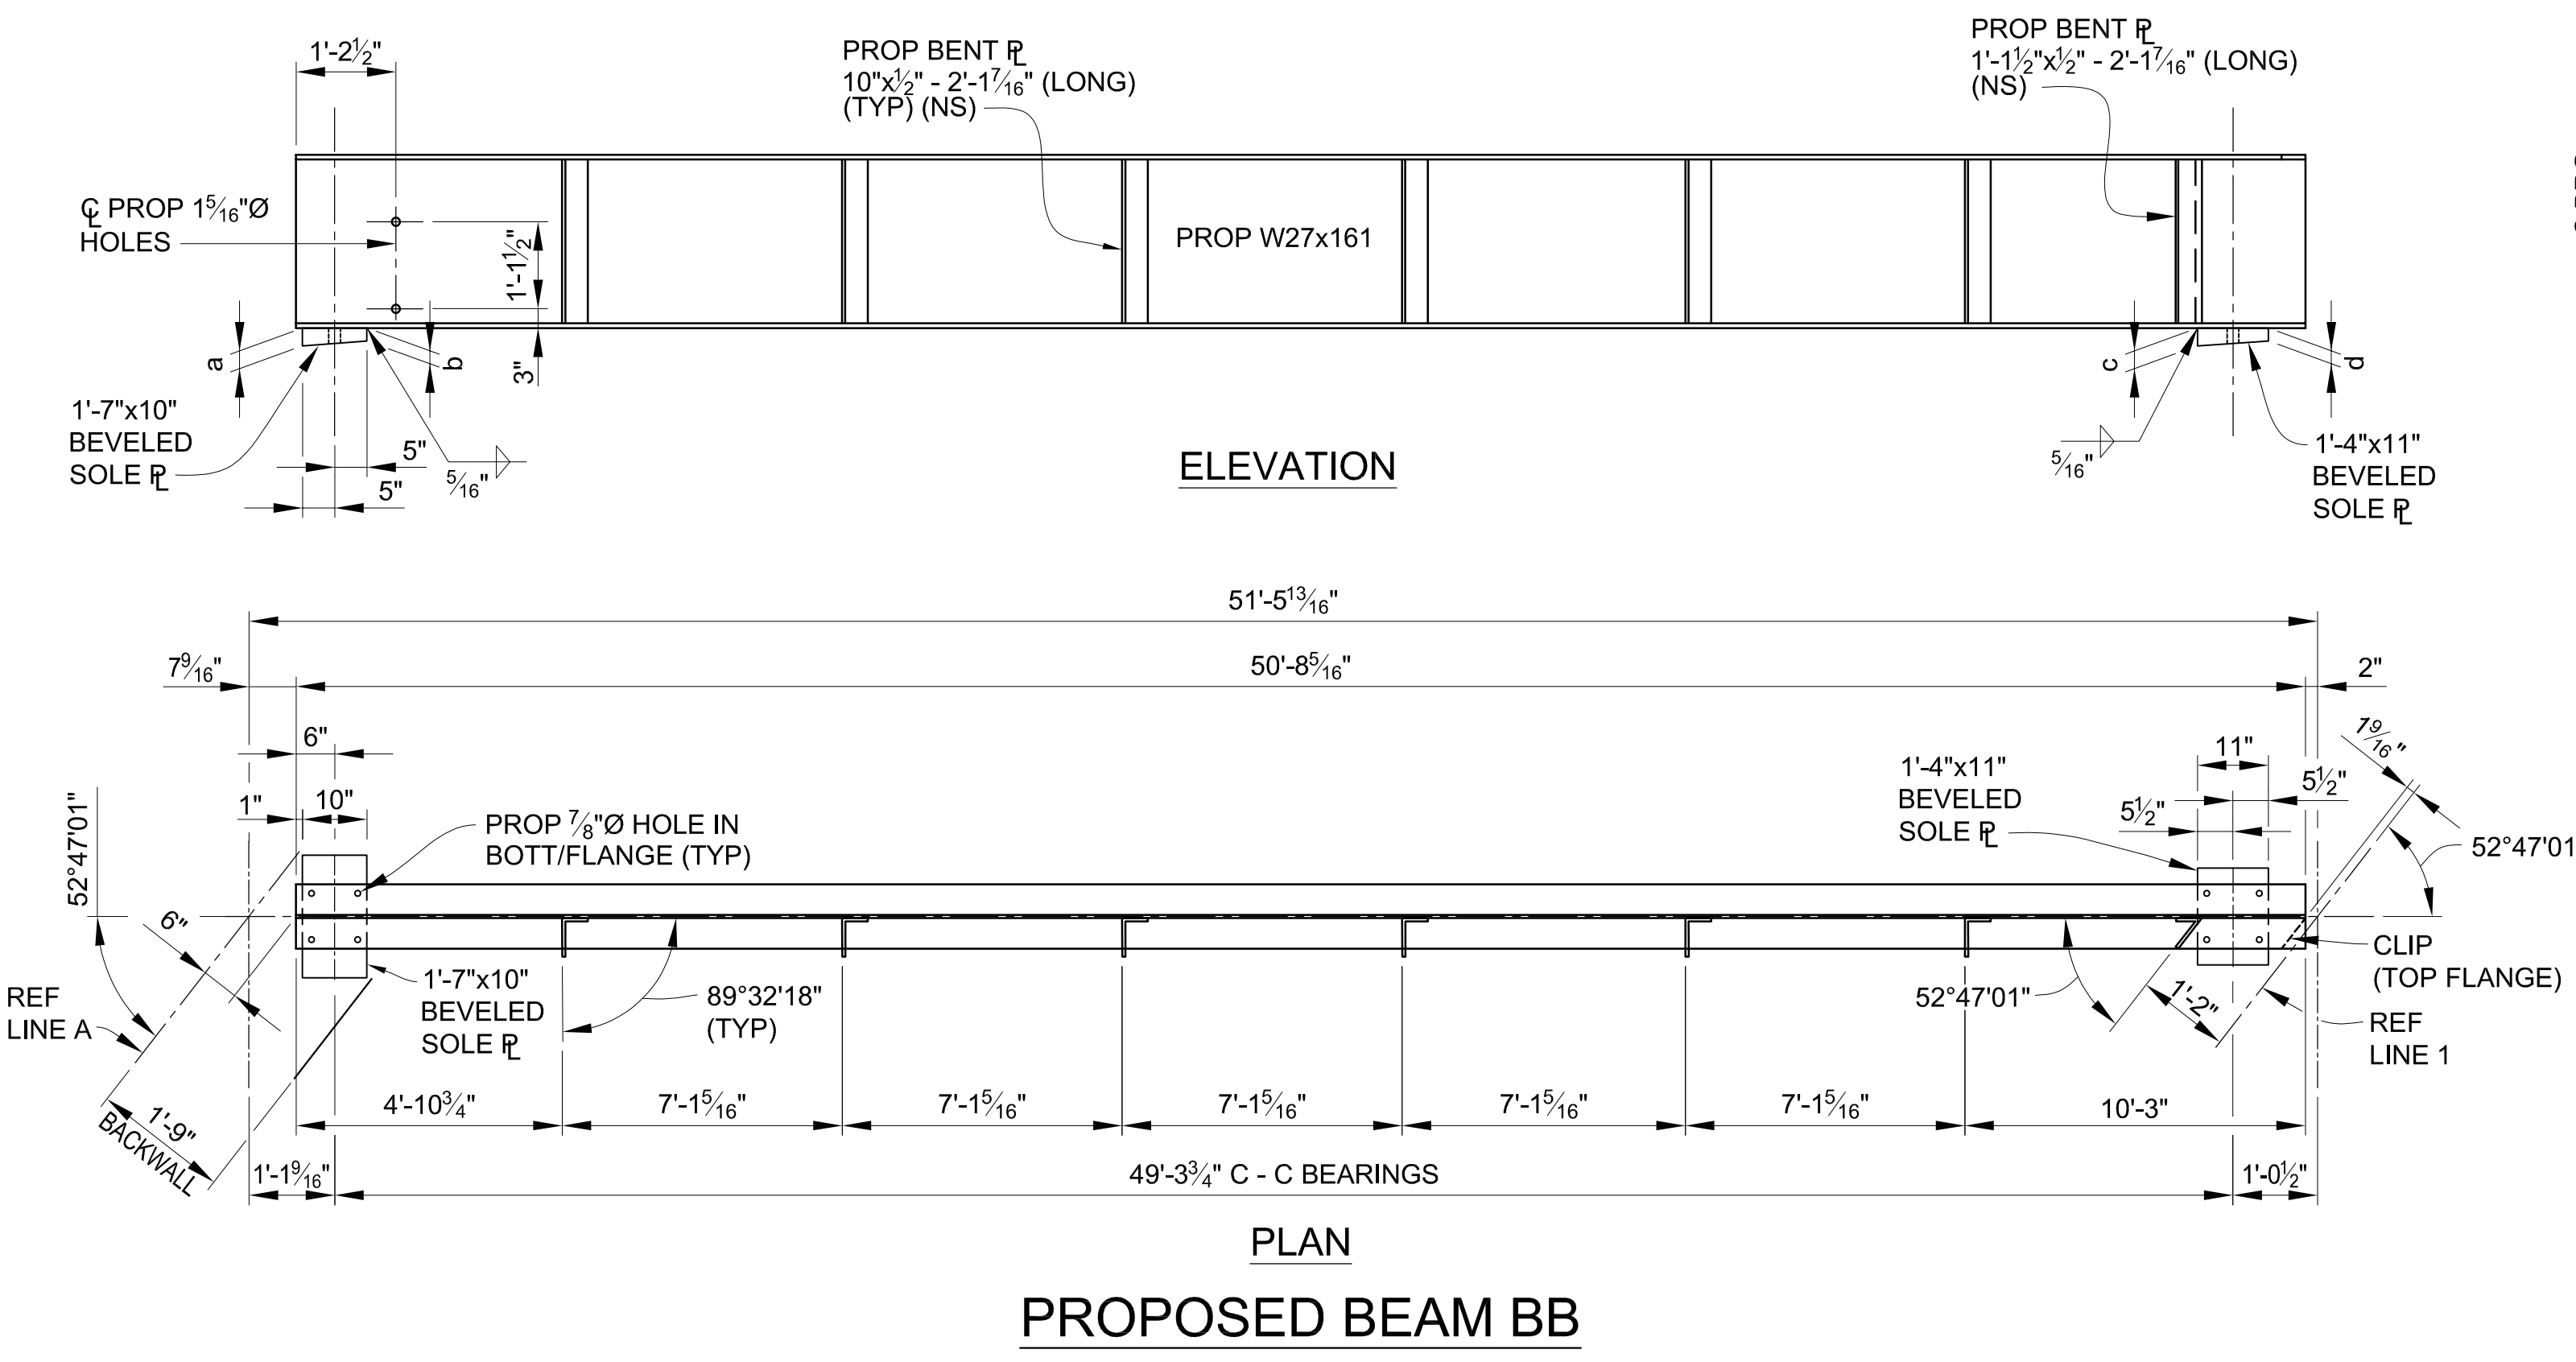 1'-2½"
PROP BENT ℄
10"x½" - 2'-1⁷⁄₁₆" (LONG)
(TYP) (NS)
PROP BENT PL
1'-1½"x½" - 2'-1⁷⁄₁₆" (LONG)
(NS)
CL PROP 1⁵⁄₁₆"Ø
HOLES
1'-1½"
PROP W27x161
a
b
3"
c
d
1'-7"x10"
BEVELED
SOLE PL
5"
5"
⁵⁄₁₆"
ELEVATION
⁵⁄₁₆"
1'-4"x11"
BEVELED
SOLE PL
51'-5¹³⁄₁₆"
7⁹⁄₁₆"
50'-8⁵⁄₁₆"
2"
6"
1"
10"
52°47'01"
PROP ⅞"Ø HOLE IN
BOTT/FLANGE (TYP)
1'-4"x11"
BEVELED
SOLE PL
11"
5½"
5½"
1⁹⁄₁₆"
52°47'01
6"
REF
LINE A
1'-7"x10"
BEVELED
SOLE PL
89°32'18"
(TYP)
52°47'01"
1'-2"
CLIP
(TOP FLANGE)
REF
LINE 1
1'-9"
BACKWALL
4'-10¾"
7'-1⁵⁄₁₆"
7'-1⁵⁄₁₆"
7'-1⁵⁄₁₆"
7'-1⁵⁄₁₆"
7'-1⁵⁄₁₆"
10'-3"
1'-1⁹⁄₁₆"
49'-3¾" C - C BEARINGS
1'-0½"
PLAN
PROPOSED BEAM BB